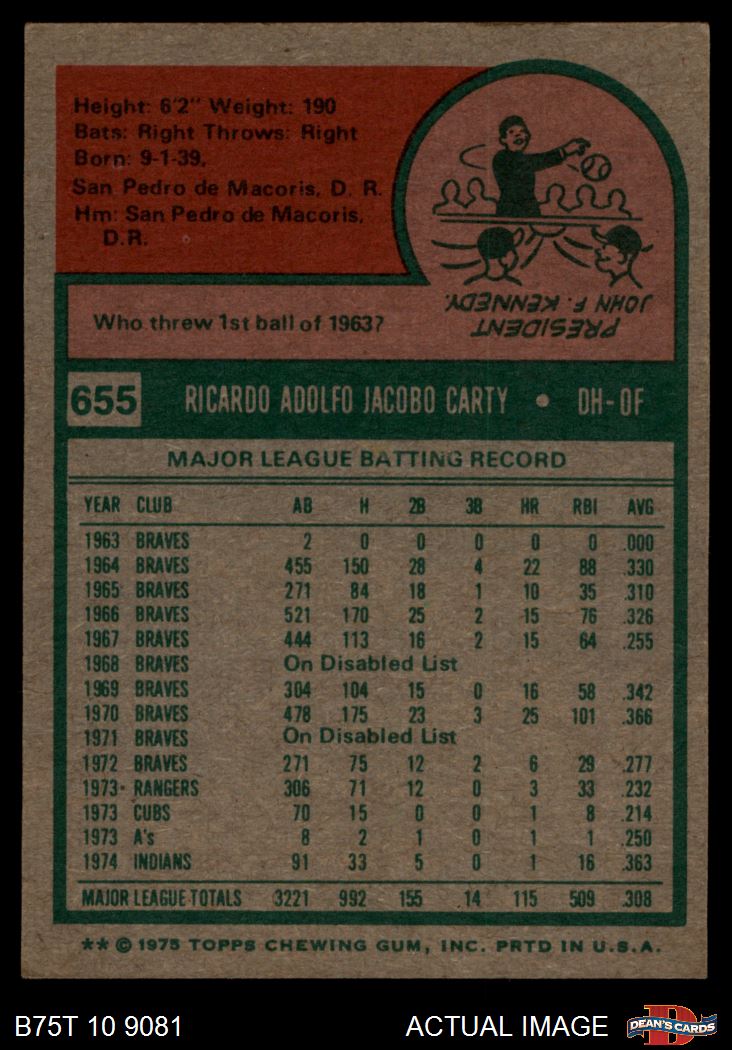 Height: 6'2" Weight: 190
Bats: Right Throws: Right
Born: 9-1-39,
San Pedro de Macoris, D. R.
Hm: San Pedro de Macoris,
D.R.
Who threw 1st ball of 1963?
PRESIDENT
JOHN F. KENNEDY.
655 RICARDO ADOLFO JACOBO CARTY • DH-OF
MAJOR LEAGUE BATTING RECORD
YEAR CLUB AB H 2B 3B HR RBI AVG
1963 BRAVES 2 0 0 0 0 0 .000
1964 BRAVES 455 150 28 4 22 88 .330
1965 BRAVES 271 84 18 1 10 35 .310
1966 BRAVES 521 170 25 2 15 76 .326
1967 BRAVES 444 113 16 2 15 64 .255
1968 BRAVES On Disabled List
1969 BRAVES 304 104 15 0 16 58 .342
1970 BRAVES 478 175 23 3 25 101 .366
1971 BRAVES On Disabled List
1972 BRAVES 271 75 12 2 6 29 .277
1973 RANGERS 306 71 12 0 3 33 .232
1973 CUBS 70 15 0 0 1 8 .214
1973 A's 8 2 1 0 1 1 .250
1974 INDIANS 91 33 5 0 1 16 .363
MAJOR LEAGUE TOTALS 3221 992 155 14 115 509 .308
** © 1975 TOPPS CHEWING GUM, INC. PRTD IN U.S.A.
B75T 10 9081 ACTUAL IMAGE DEAN'S CARDS